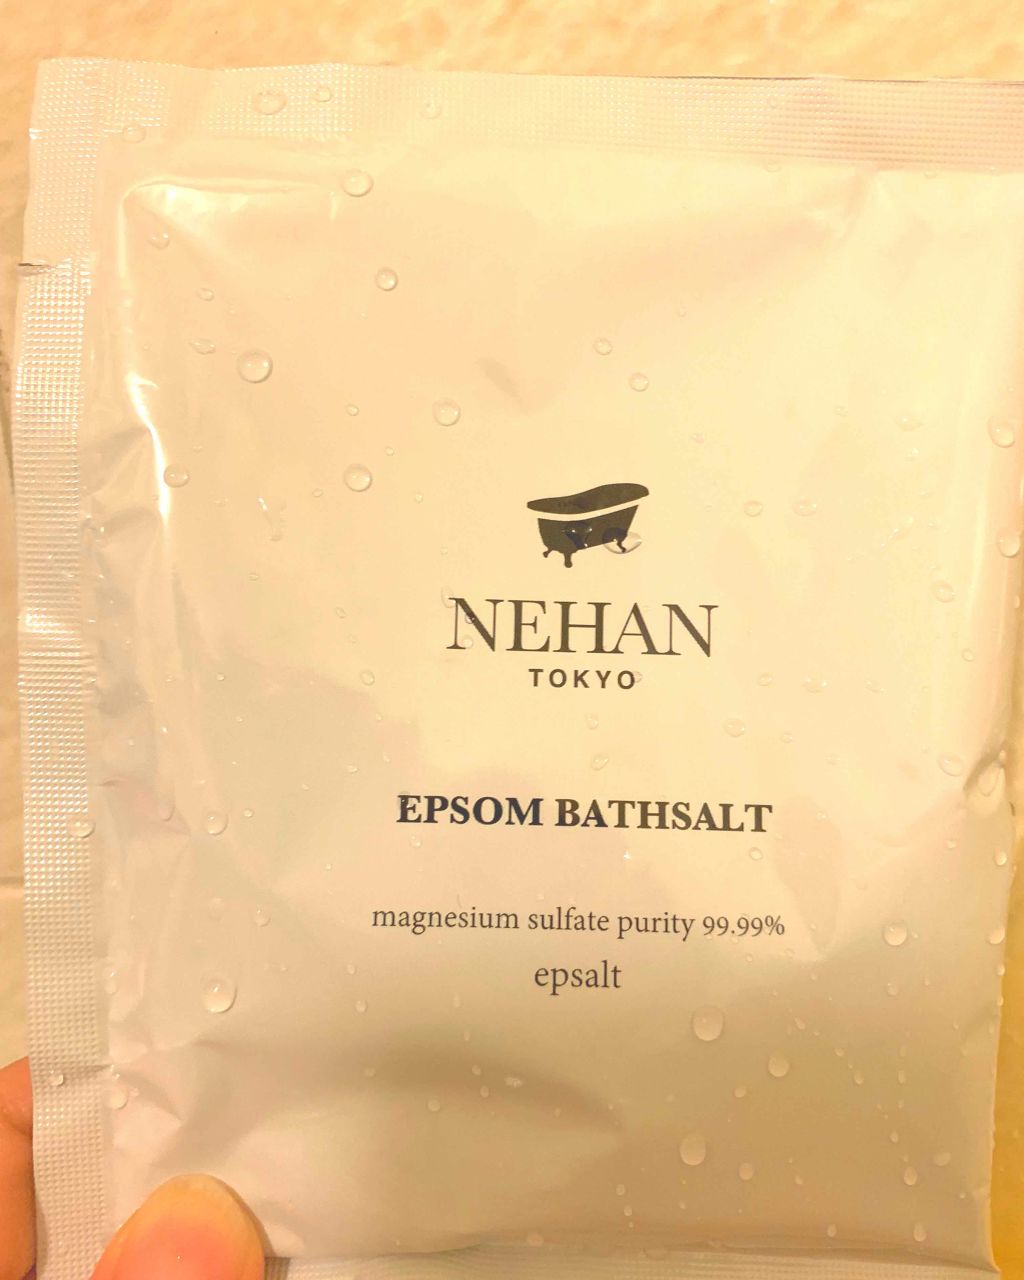 NEHAN
TOKYO
EPSOM BATHSALT
magnesium sulfate purity 99.99%
epsalt